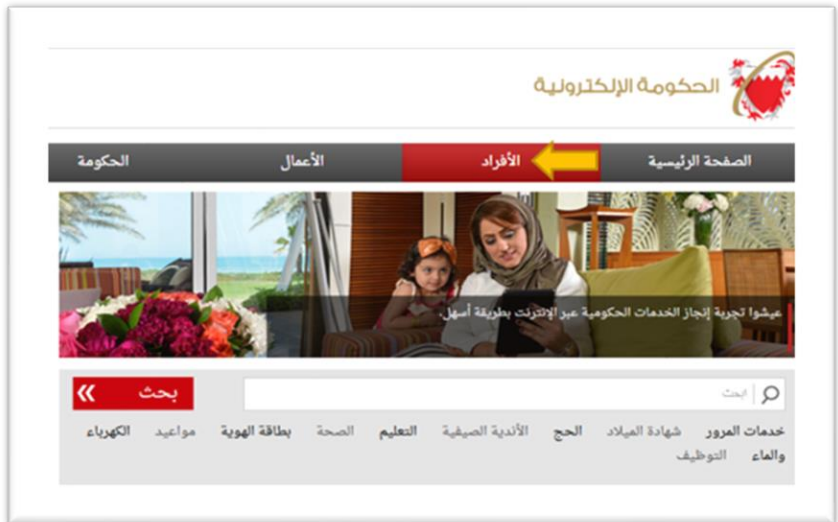 الحكومة الإلكترونية
الصفحة الرئيسية الأفراد الأعمال الحكومة
عيشوا تجربة إنجاز الخدمات الحكومية عبر الإنترنت بطريقة أسهل.
ابحث بحث
خدمات المرور شهادة الميلاد الحج الأندية الصيفية التعليم الصحة بطاقة الهوية مواعيد الكهرباء
والماء التوظيف